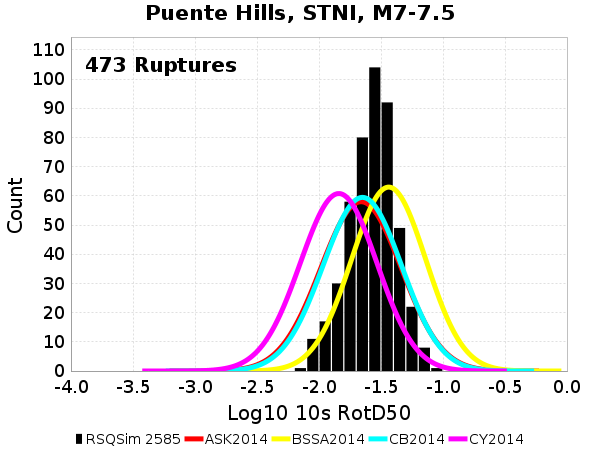 Puente Hills, STNI, M7-7.5
473 Ruptures
Count
110
100
90
80
70
60
50
40
30
20
10
0
-4.0 -3.5 -3.0 -2.5 -2.0 -1.5 -1.0 -0.5 0.0
Log10 10s RotD50
RSQSim 2585 ASK2014 BSSA2014 CB2014 CY2014